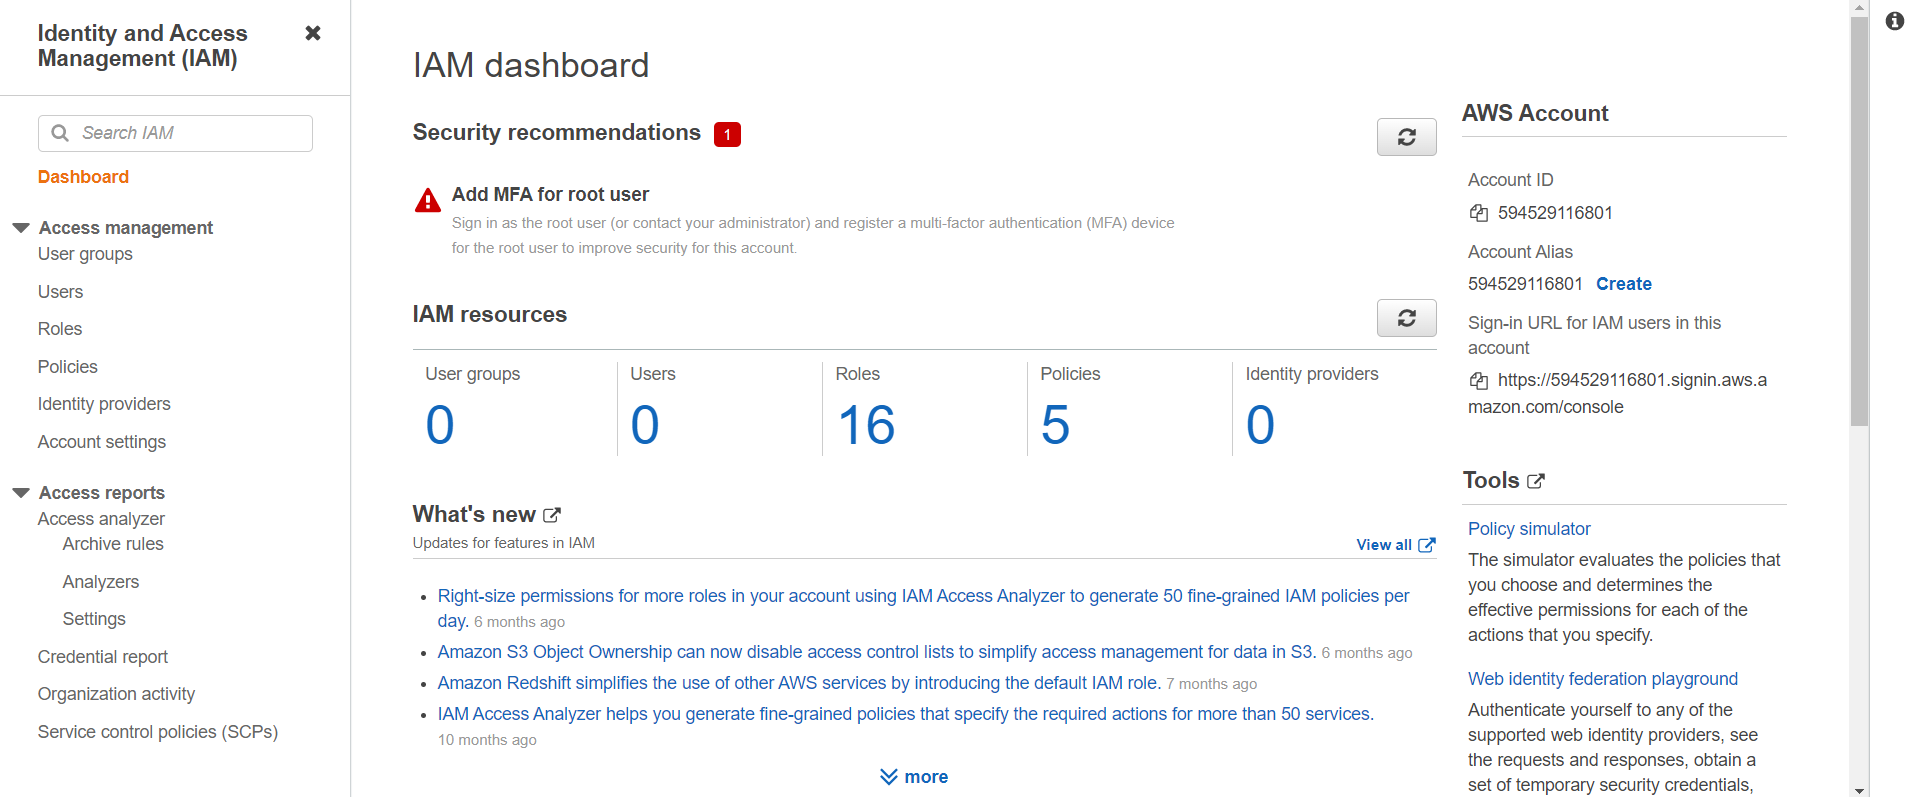 Identity and Access
Management (IAM)
Search IAM
Dashboard
Access management
User groups
Users
Roles
Policies
Identity providers
Account settings
Access reports
Access analyzer
Archive rules
Analyzers
Settings
Credential report
Organization activity
Service control policies (SCPs)
IAM dashboard
Security recommendations 1
Add MFA for root user
Sign in as the root user (or contact your administrator) and register a multi-factor authentication (MFA) device
for the root user to improve security for this account.
IAM resources
User groups
0
Users
0
Roles
16
Policies
5
Identity providers
0
What's new
Updates for features in IAM
View all
Right-size permissions for more roles in your account using IAM Access Analyzer to generate 50 fine-grained IAM policies per
day. 6 months ago
Amazon S3 Object Ownership can now disable access control lists to simplify access management for data in S3. 6 months ago
Amazon Redshift simplifies the use of other AWS services by introducing the default IAM role. 7 months ago
IAM Access Analyzer helps you generate fine-grained policies that specify the required actions for more than 50 services.
10 months ago
more
AWS Account
Account ID
594529116801
Account Alias
594529116801 Create
Sign-in URL for IAM users in this
account
https://594529116801.signin.aws.a
mazon.com/console
Tools
Policy simulator
The simulator evaluates the policies that
you choose and determines the
effective permissions for each of the
actions that you specify.
Web identity federation playground
Authenticate yourself to any of the
supported web identity providers, see
the requests and responses, obtain a
set of temporary security credentials,